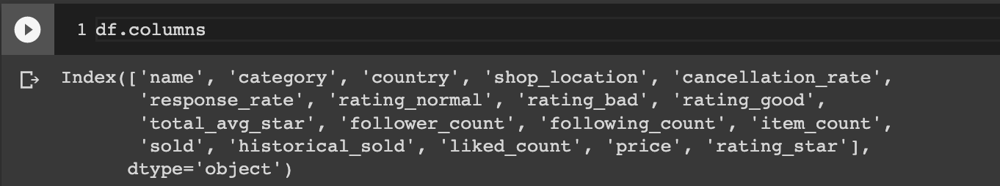 1 df.columns
Index(['name', 'category', 'country', 'shop_location', 'cancellation_rate',
'response_rate', 'rating_normal', 'rating_bad', 'rating_good',
'total_avg_star', 'follower_count', 'following_count', 'item_count',
'sold', 'historical_sold', 'liked_count', 'price', 'rating_star'],
dtype='object')